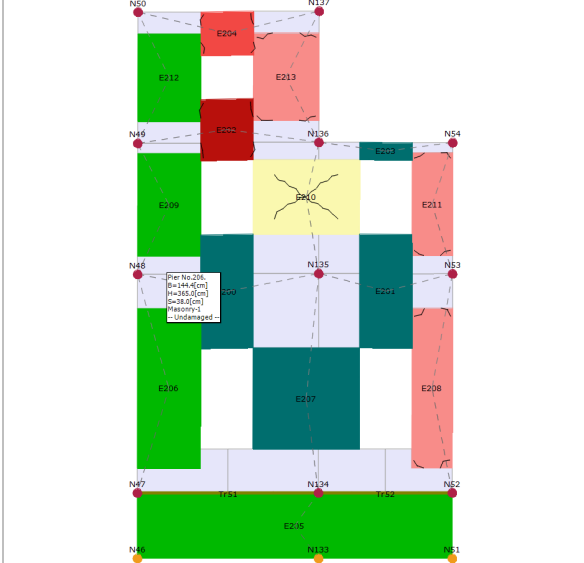 N50
N137
E204
E212
E213
N49
E202
N136
E203
N54
E209
E210
E211
N48
N135
N53
Pier No.206.
B=144.4[cm]
H=365.0[cm]
S=38.0[cm]
Masonry-1
-- Undamaged --
E201
E206
E207
E208
N47
Tr51
N134
Tr52
N52
E205
N46
N133
N51